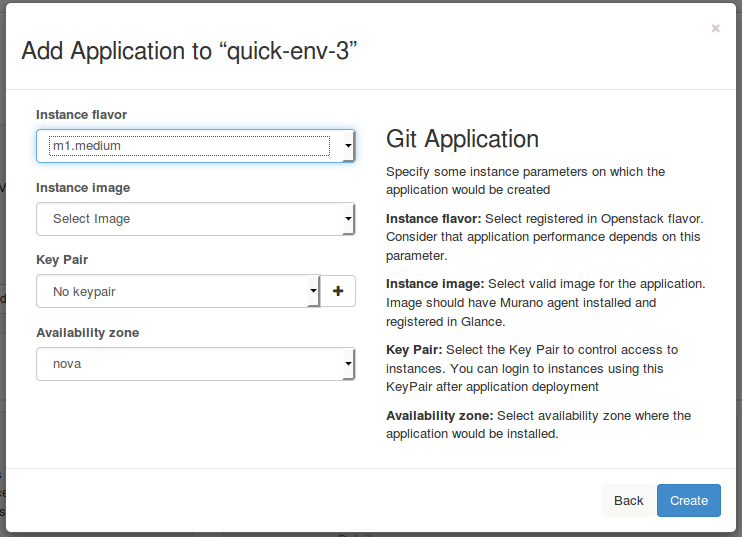 ×
Add Application to “quick-env-3”
Instance flavor
m1.medium
Instance image
Select Image
Key Pair
No keypair
+
Availability zone
nova
Git Application
Specify some instance parameters on which the
application would be created
Instance flavor: Select registered in Openstack flavor.
Consider that application performance depends on this
parameter.
Instance image: Select valid image for the application.
Image should have Murano agent installed and
registered in Glance.
Key Pair: Select the Key Pair to control access to
instances. You can login to instances using this
KeyPair after application deployment
Availability zone: Select availability zone where the
application would be installed.
Back
Create